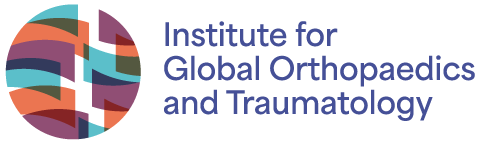 Institute for
Global Orthopaedics
and Traumatology